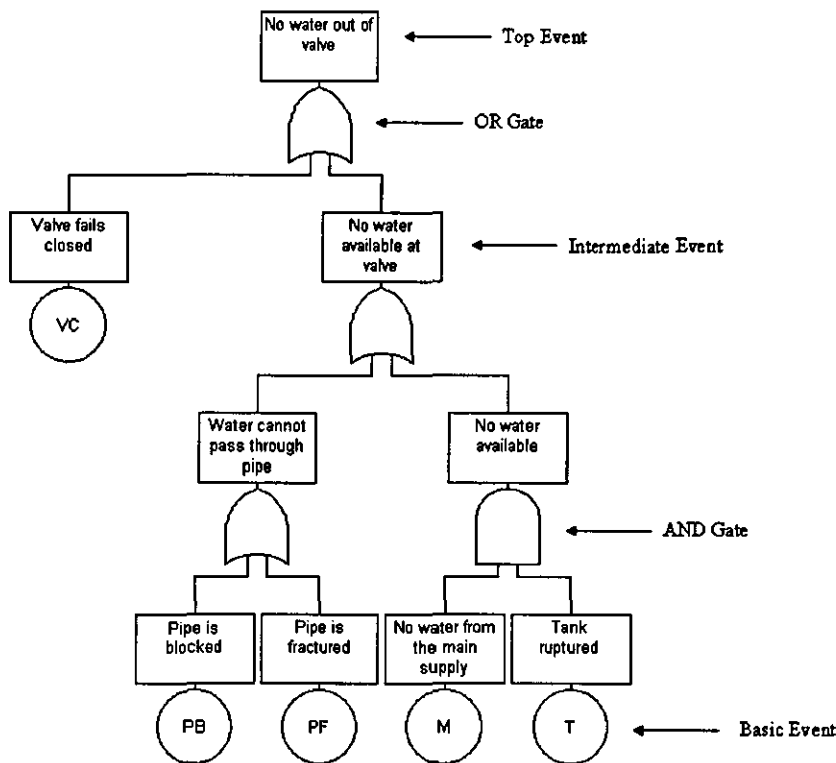 No water out of
valve
Top Event
OR Gate
Valve fails
closed
No water
available at
valve
Intermediate Event
VC
Water cannot
pass through
pipe
No water
available
AND Gate
Pipe is
blocked
Pipe is
fractured
No water from
the main
supply
Tank
ruptured
PB
PF
M
T
Basic Event